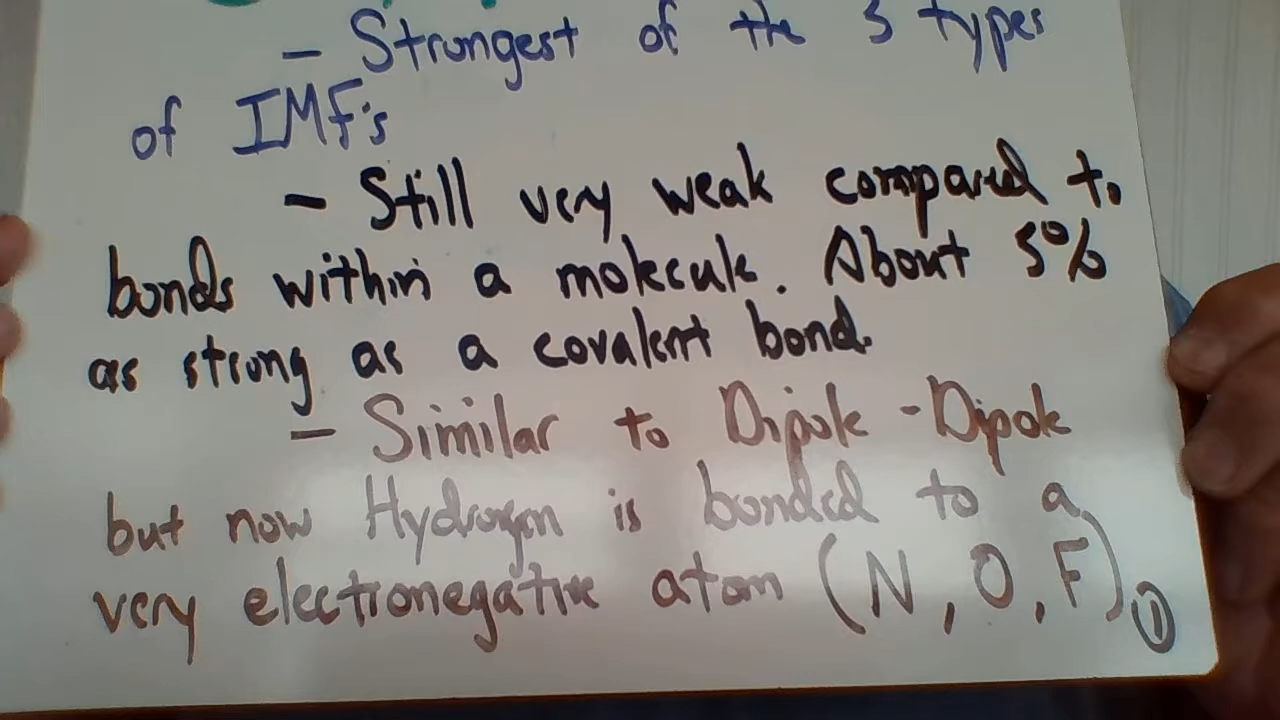 - Strongest of the 3 types
of IMF's
- Still very weak compared to
bonds within a molecule. About 5%
as strong as a covalent bond.
- Similar to Dipole-Dipole
but now Hydrogen is bonded to a
very electronegative atom (N, O, F)
1